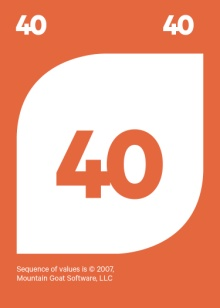 40 40
40
Sequence of values is © 2007,
Mountain Goat Software, LLC